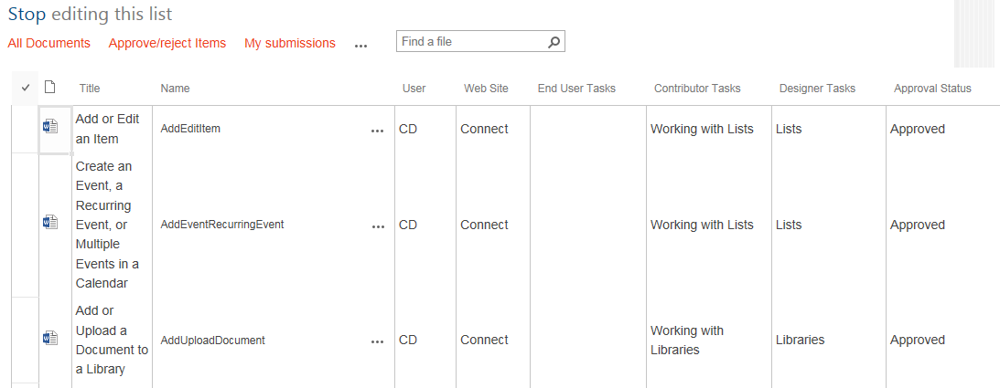 Stop editing this list
All Documents Approve/reject Items My submissions ...
Find a file
Title Name User Web Site End User Tasks Contributor Tasks Designer Tasks Approval Status
Add or Edit
an Item
AddEditItem ... CD Connect Working with Lists Lists Approved
Create an
Event, a
Recurring
Event, or
Multiple
Events in a
Calendar
AddEventRecurringEvent ... CD Connect Working with Lists Lists Approved
Add or
Upload a
Document to
a Library
AddUploadDocument ... CD Connect Working with
Libraries
Libraries Approved